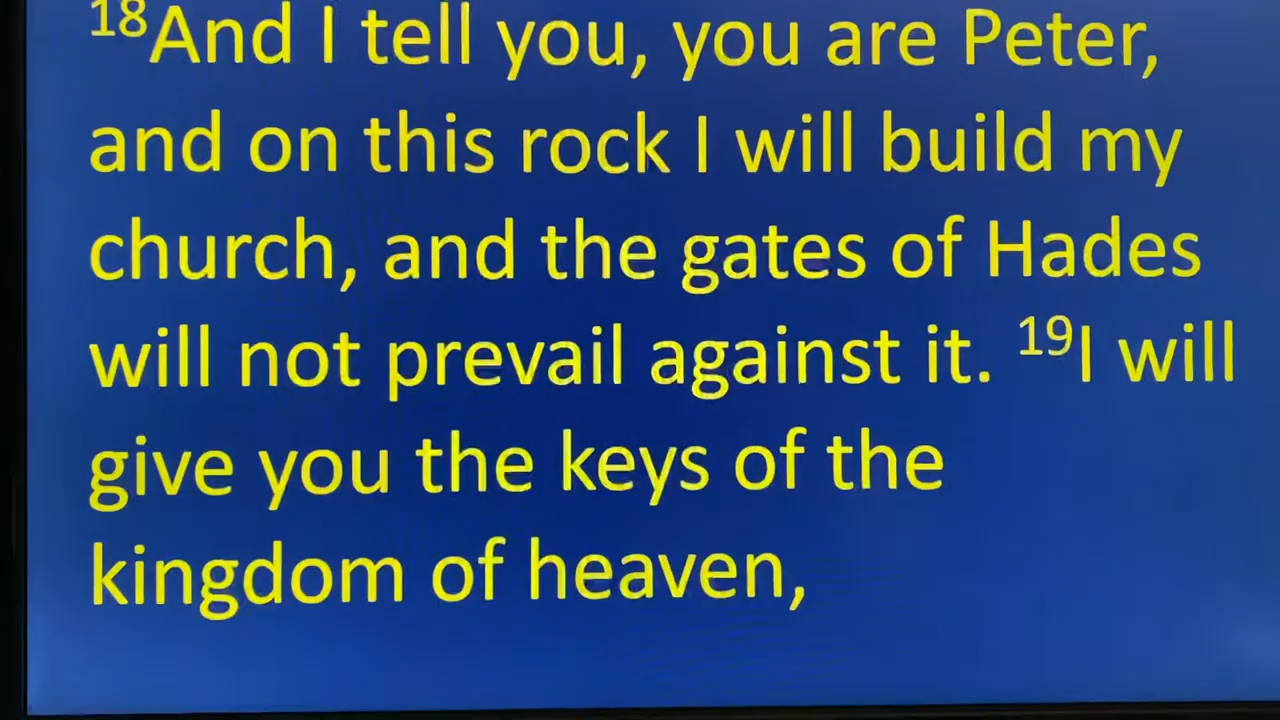 18And I tell you, you are Peter,
and on this rock I will build my
church, and the gates of Hades
will not prevail against it. 19I will
give you the keys of the
kingdom of heaven,